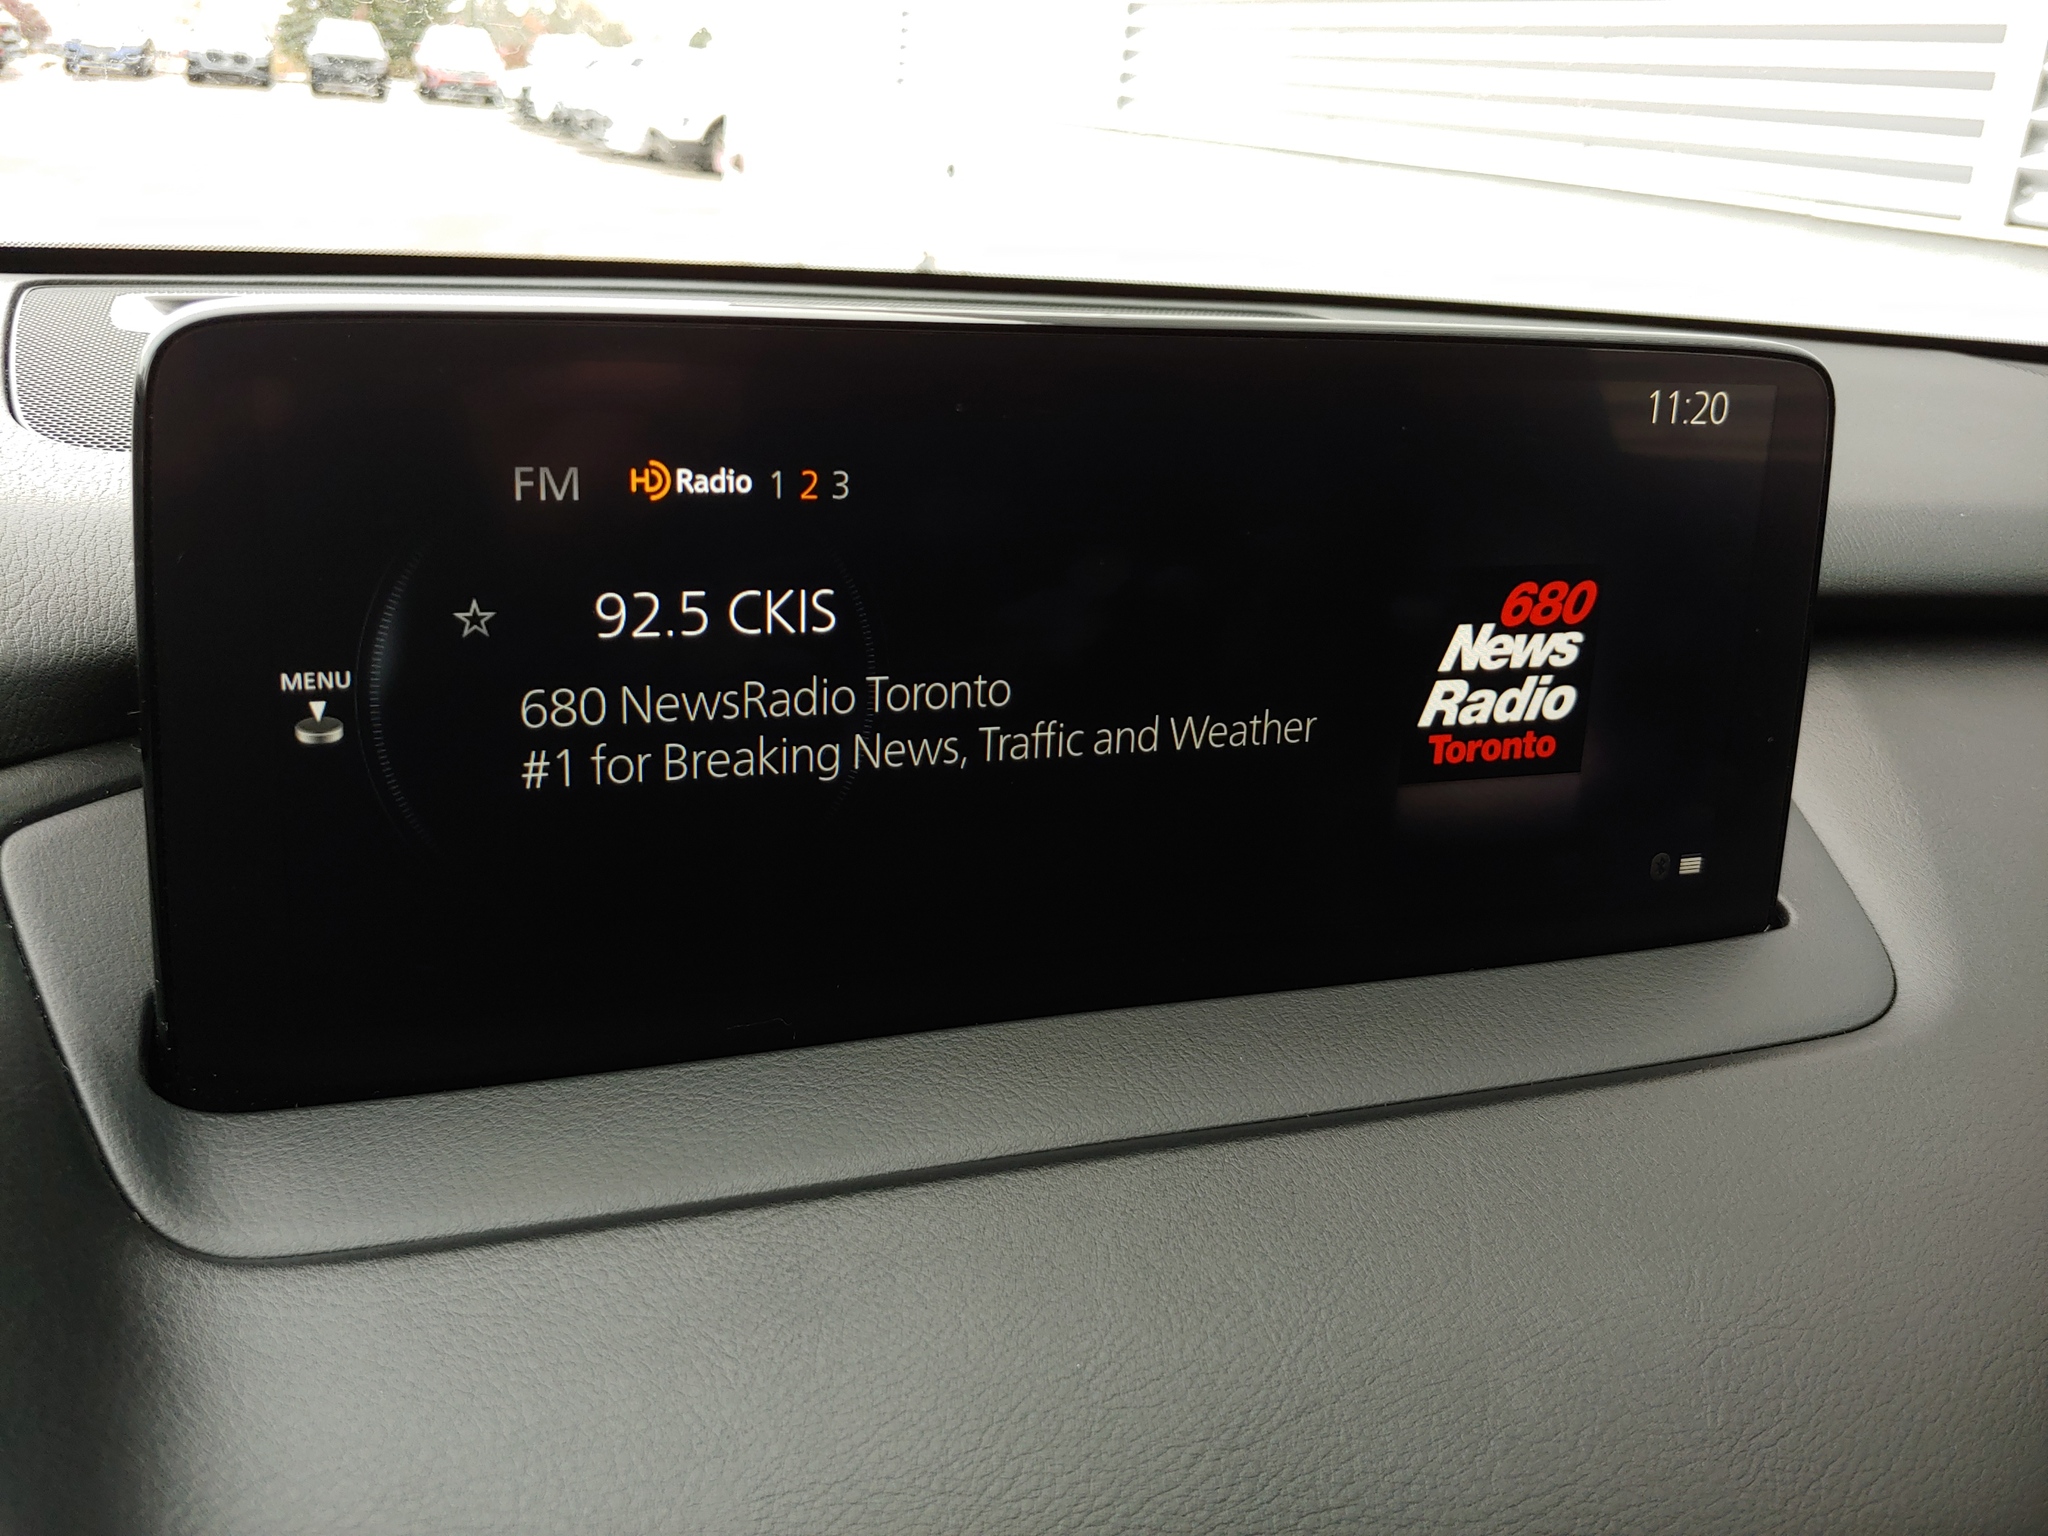 11:20
FM HD Radio 1 2 3
92.5 CKIS
MENU
680 NewsRadio Toronto
#1 for Breaking News, Traffic and Weather
680
News
Radio
Toronto